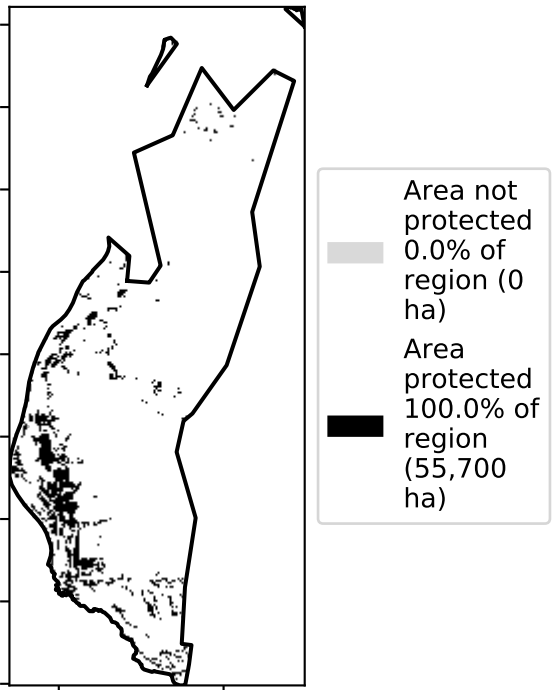 Area not
protected
0.0% of
region (0
ha)
Area
protected
100.0% of
region
(55,700
ha)